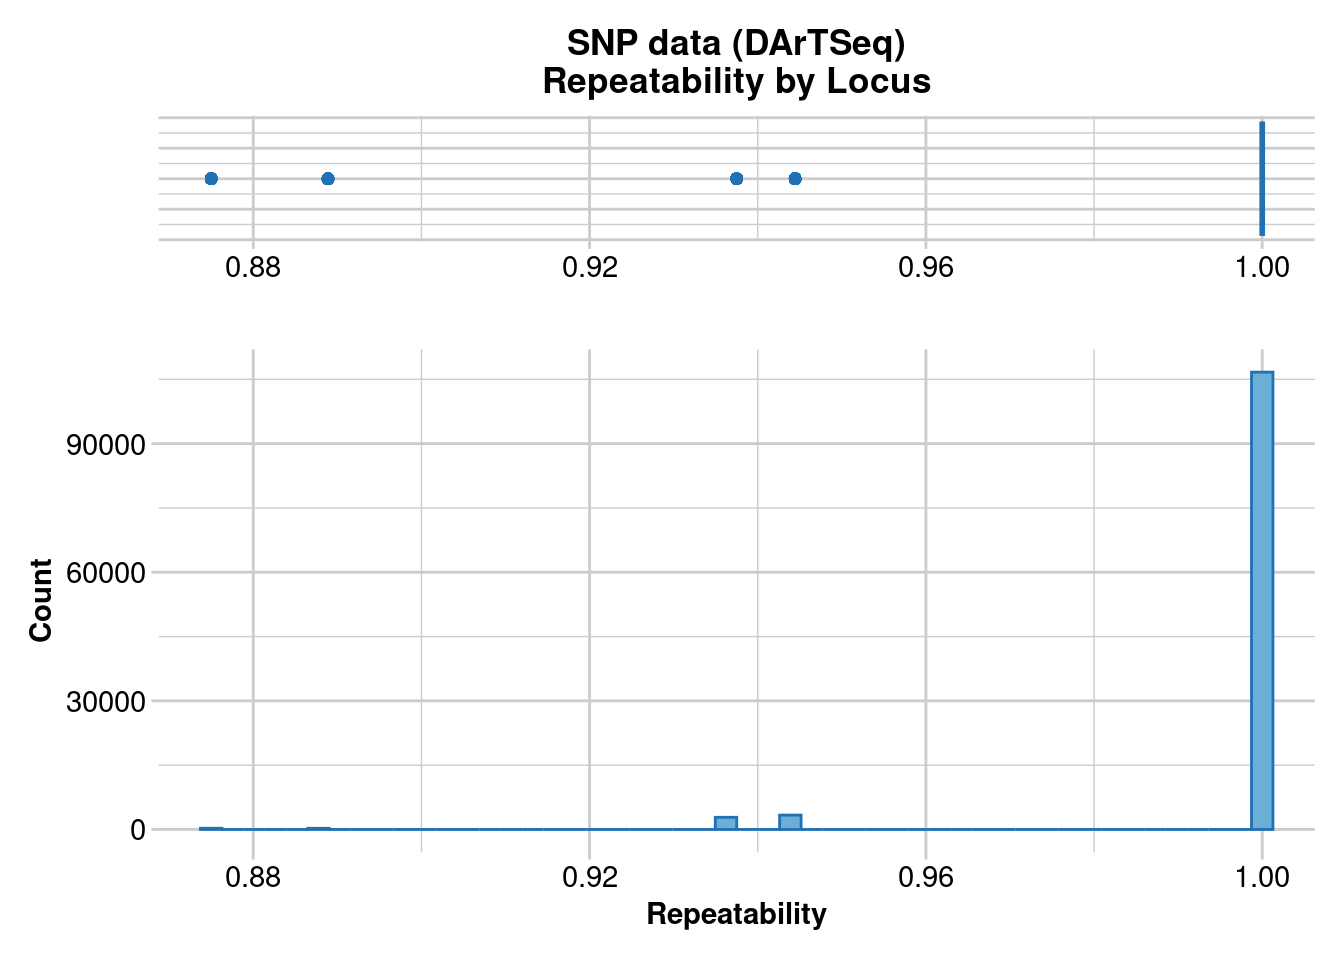 SNP data (DArTSeq)
Repeatability by Locus
0.88 0.92 0.96 1.00
90000
60000
30000
0
Count
0.88 0.92 0.96 1.00
Repeatability